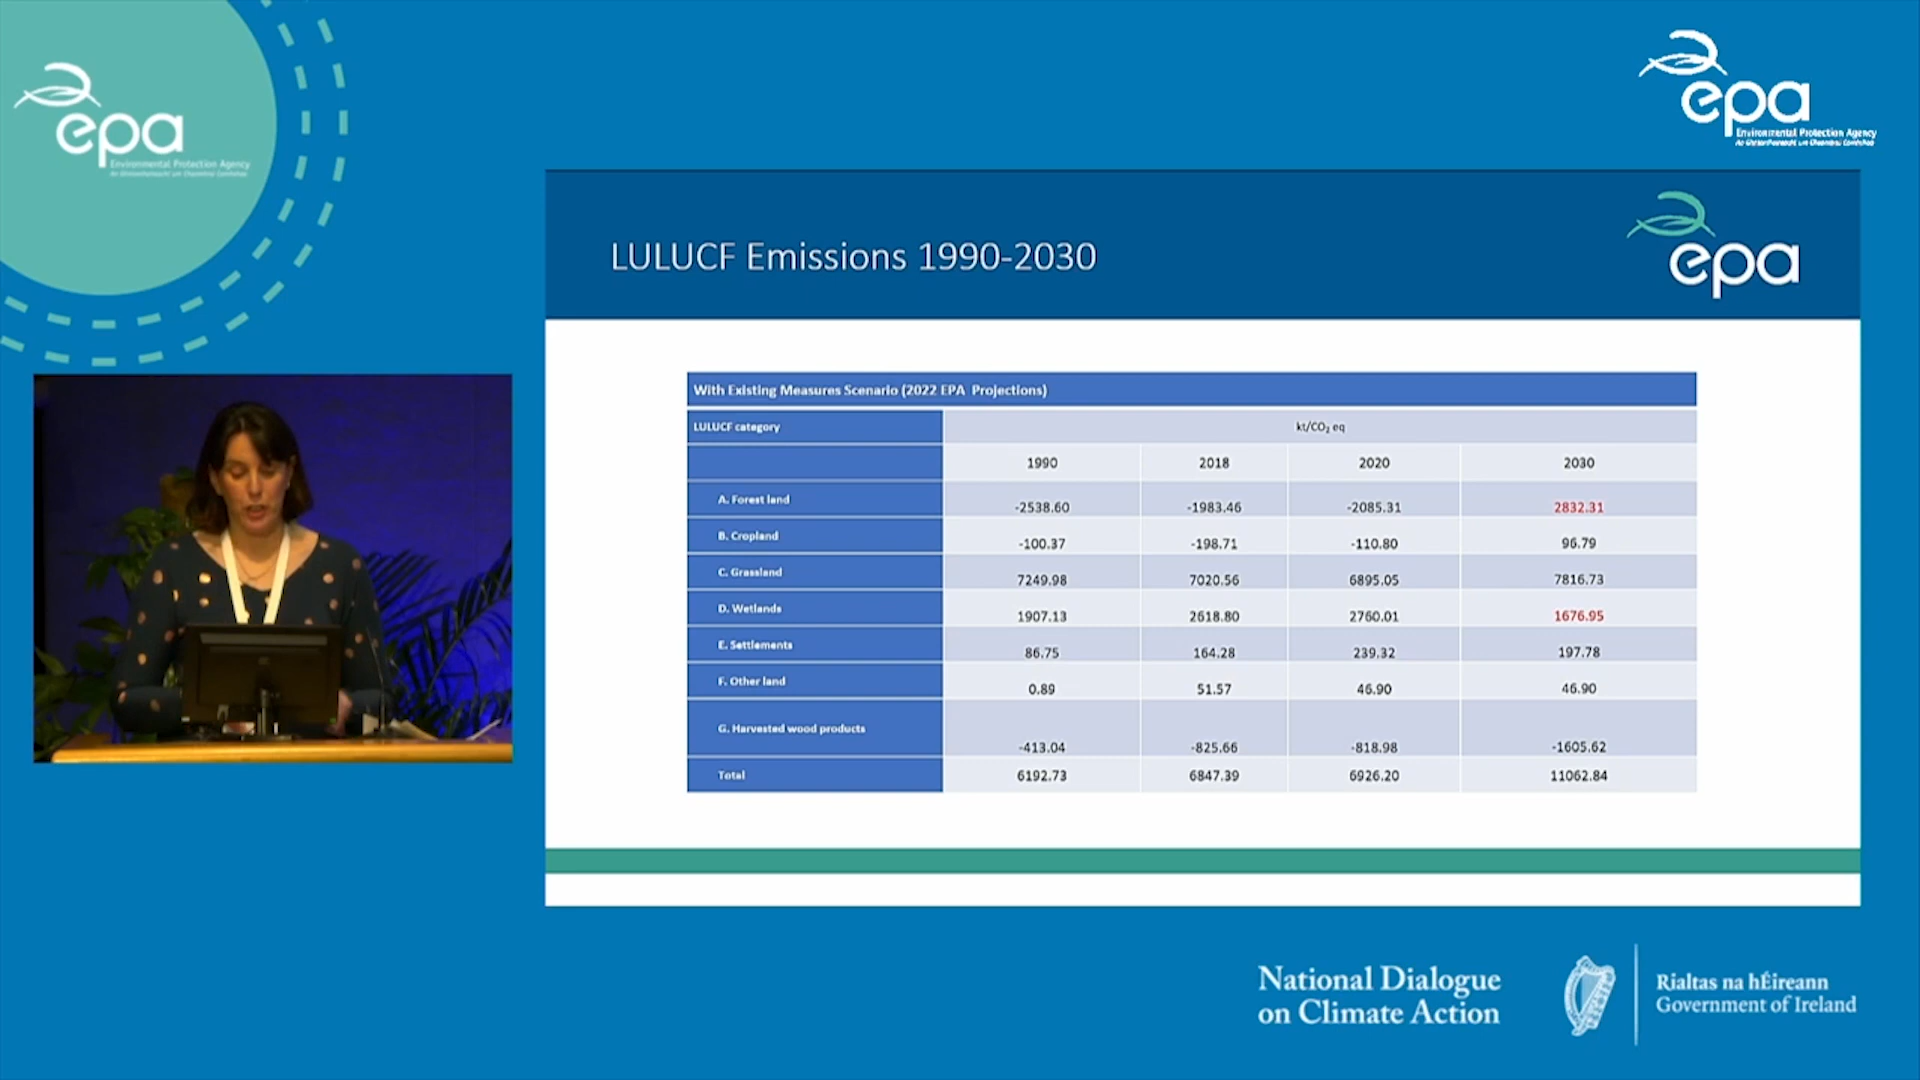 epa
Environmental Protection Agency
epa
Environmental Protection Agency
LULUCF Emissions 1990-2030
epa
With Existing Measures Scenario (2022 EPA Projections)
LULUCF category kt/CO₂ eq
1990 2018 2020 2030
A. Forest land -2538.60 -1983.46 -2085.31 2832.31
B. Cropland -100.37 -198.71 -110.80 96.79
C. Grassland 7249.98 7020.56 6895.05 7816.73
D. Wetlands 1907.13 2618.80 2760.01 1676.95
E. Settlements 86.75 164.28 239.32 197.78
F. Other land 0.89 51.57 46.90 46.90
G. Harvested wood products -413.04 -825.66 -818.98 -1605.62
Total 6192.73 6847.39 6926.20 11062.84
National Dialogue
on Climate Action
Rialtas na hÉireann
Government of Ireland